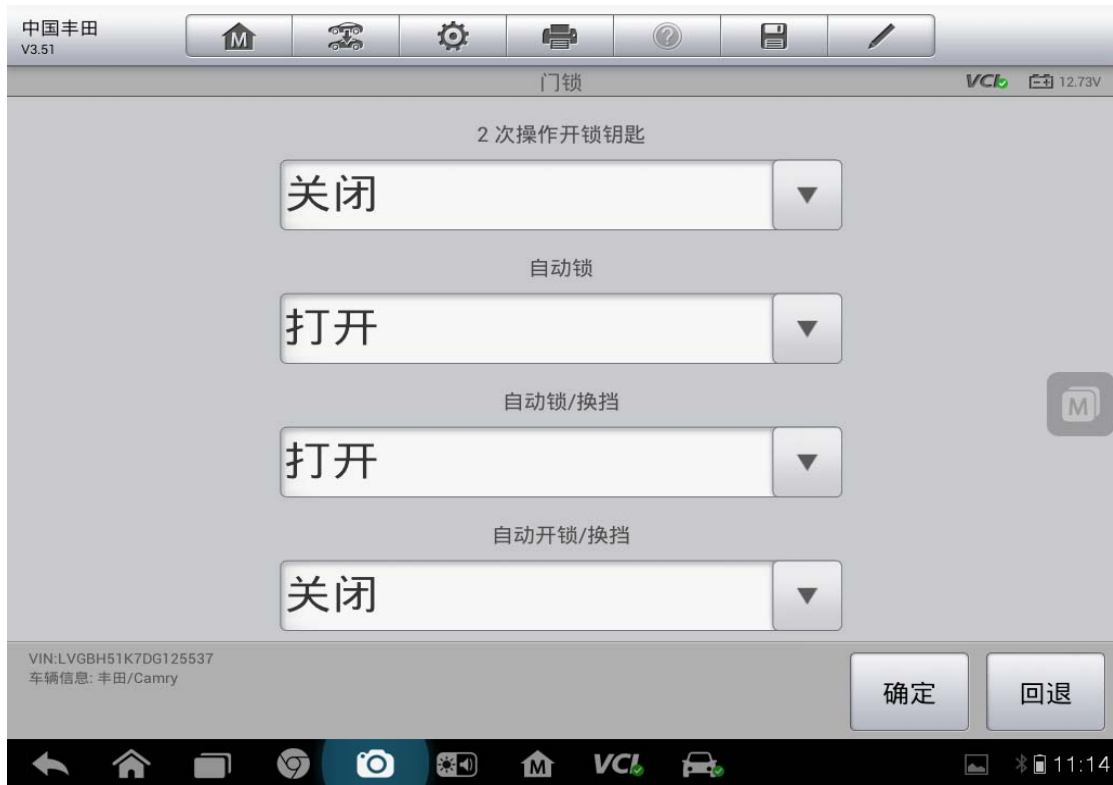 中国丰田
V3.51
M
门锁
VCI
12.73V
2 次操作开锁钥匙
关闭
自动锁
打开
自动锁/换挡
打开
M
自动开锁/换挡
关闭
VIN:LVGBH51K7DG125537
车辆信息: 丰田/Camry
确定
回退
M
VCI
11:14